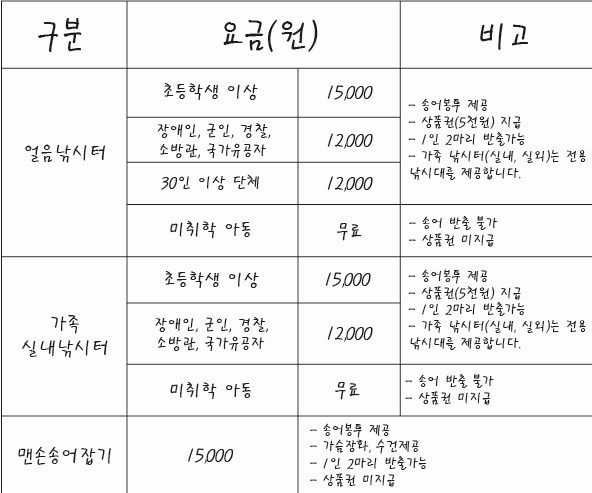 구분
요금(원)
비고
얼음낚시터
초등학생 이상
15,000
장애인, 군인, 경찰,
소방관, 국가유공자
12,000
30인 이상 단체
12,000
- 송어봉투 제공
- 상품권(5천원) 지급
- 1인 2마리 반출가능
- 가족 낚시터(실내, 실외)는 전용
낚시대를 제공합니다.
미취학 아동
무료
- 송어 반출 불가
- 상품권 미지급
가족
실내낚시터
초등학생 이상
15,000
장애인, 군인, 경찰,
소방관, 국가유공자
12,000
- 송어봉투 제공
- 상품권(5천원) 지급
- 1인 2마리 반출가능
- 가족 낚시터(실내, 실외)는 전용
낚시대를 제공합니다.
미취학 아동
무료
- 송어 반출 불가
- 상품권 미지급
맨손송어잡기
15,000
- 송어봉투 제공
- 가슴장화, 수건제공
- 1인 2마리 반출가능
- 상품권 미지급